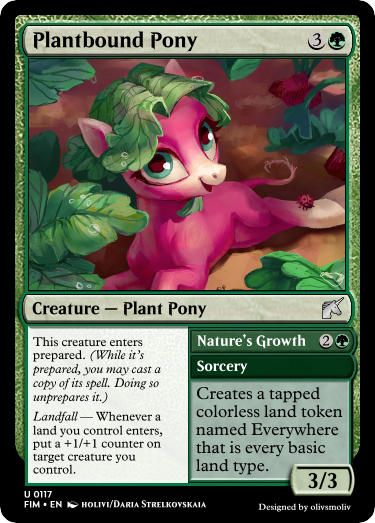 Plantbound Pony 3
Creature — Plant Pony
This creature enters
prepared. (While it's
prepared, you may cast a
copy of its spell. Doing so
unprepares it.)
Landfall — Whenever a
land you control enters,
put a +1/+1 counter on
target creature you
control.
Nature's Growth 2
Sorcery
Creates a tapped
colorless land token
named Everywhere
that is every basic
land type.
3/3
U 0117
FIM • EN HOLIVI/DARIA STRELKOVSKAIA
Designed by olivsmoliv